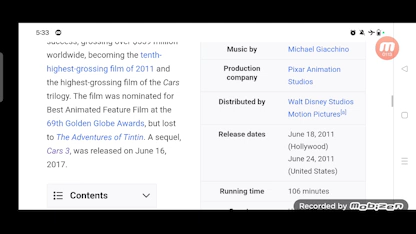 5:33
success, grossing over $559 million
worldwide, becoming the tenth-
highest-grossing film of 2011 and
the highest-grossing film of the Cars
trilogy. The film was nominated for
Best Animated Feature Film at the
69th Golden Globe Awards, but lost
to The Adventures of Tintin. A sequel,
Cars 3, was released on June 16,
2017.
Contents
Music by Michael Giacchino
Production Pixar Animation
company Studios
Distributed by Walt Disney Studios
Motion Pictures[a]
Release dates June 18, 2011
(Hollywood)
June 24, 2011
(United States)
Running time 106 minutes
Recorded by MOBIZEN